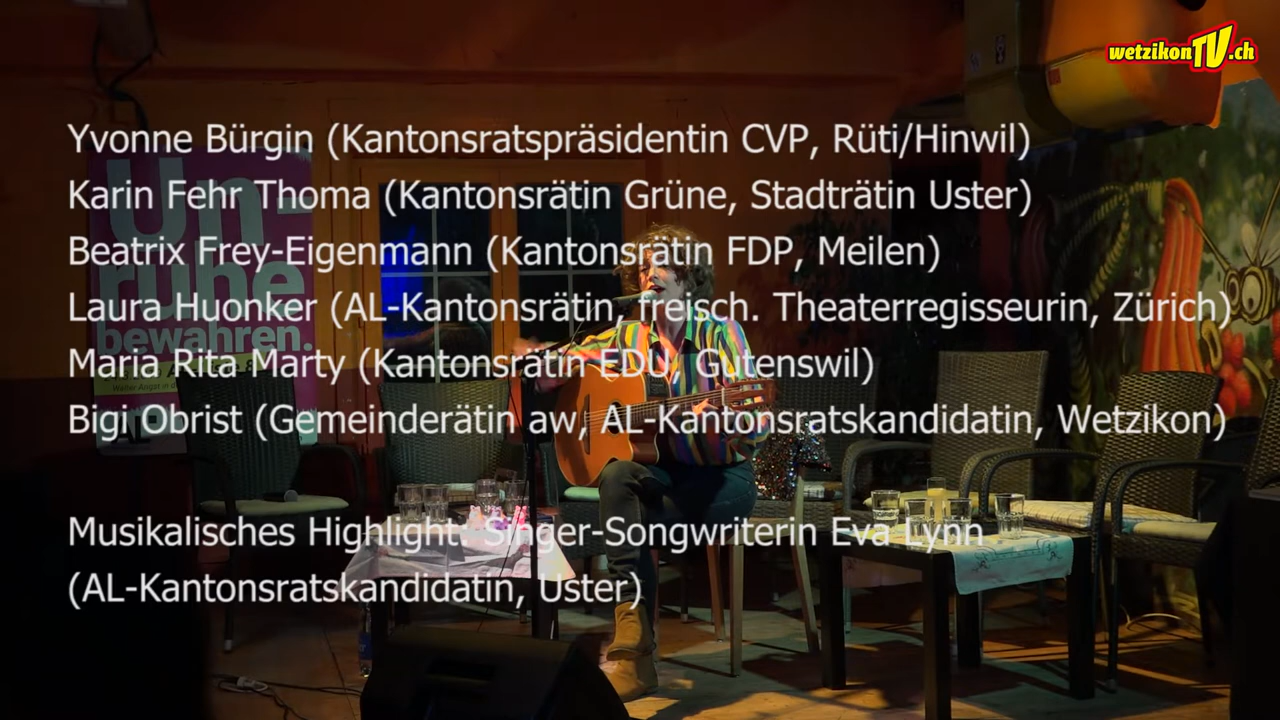 wetzikonTV.ch
Yvonne Bürgin (Kantonsratspräsidentin CVP, Rüti/Hinwil)
Karin Fehr Thoma (Kantonsrätin Grüne, Stadträtin Uster)
Beatrix Frey-Eigenmann (Kantonsrätin FDP, Meilen)
Laura Huonker (AL-Kantonsrätin, freisch. Theaterregisseurin, Zürich)
Maria Rita Marty (Kantonsrätin EDU, Gutenswil)
Bigi Obrist (Gemeinderätin aw, AL-Kantonsratskandidatin, Wetzikon)
Musikalisches Highlight: Singer-Songwriterin Eva Lynn
(AL-Kantonsratskandidatin, Uster)
Un-
ruhe
bewahren.